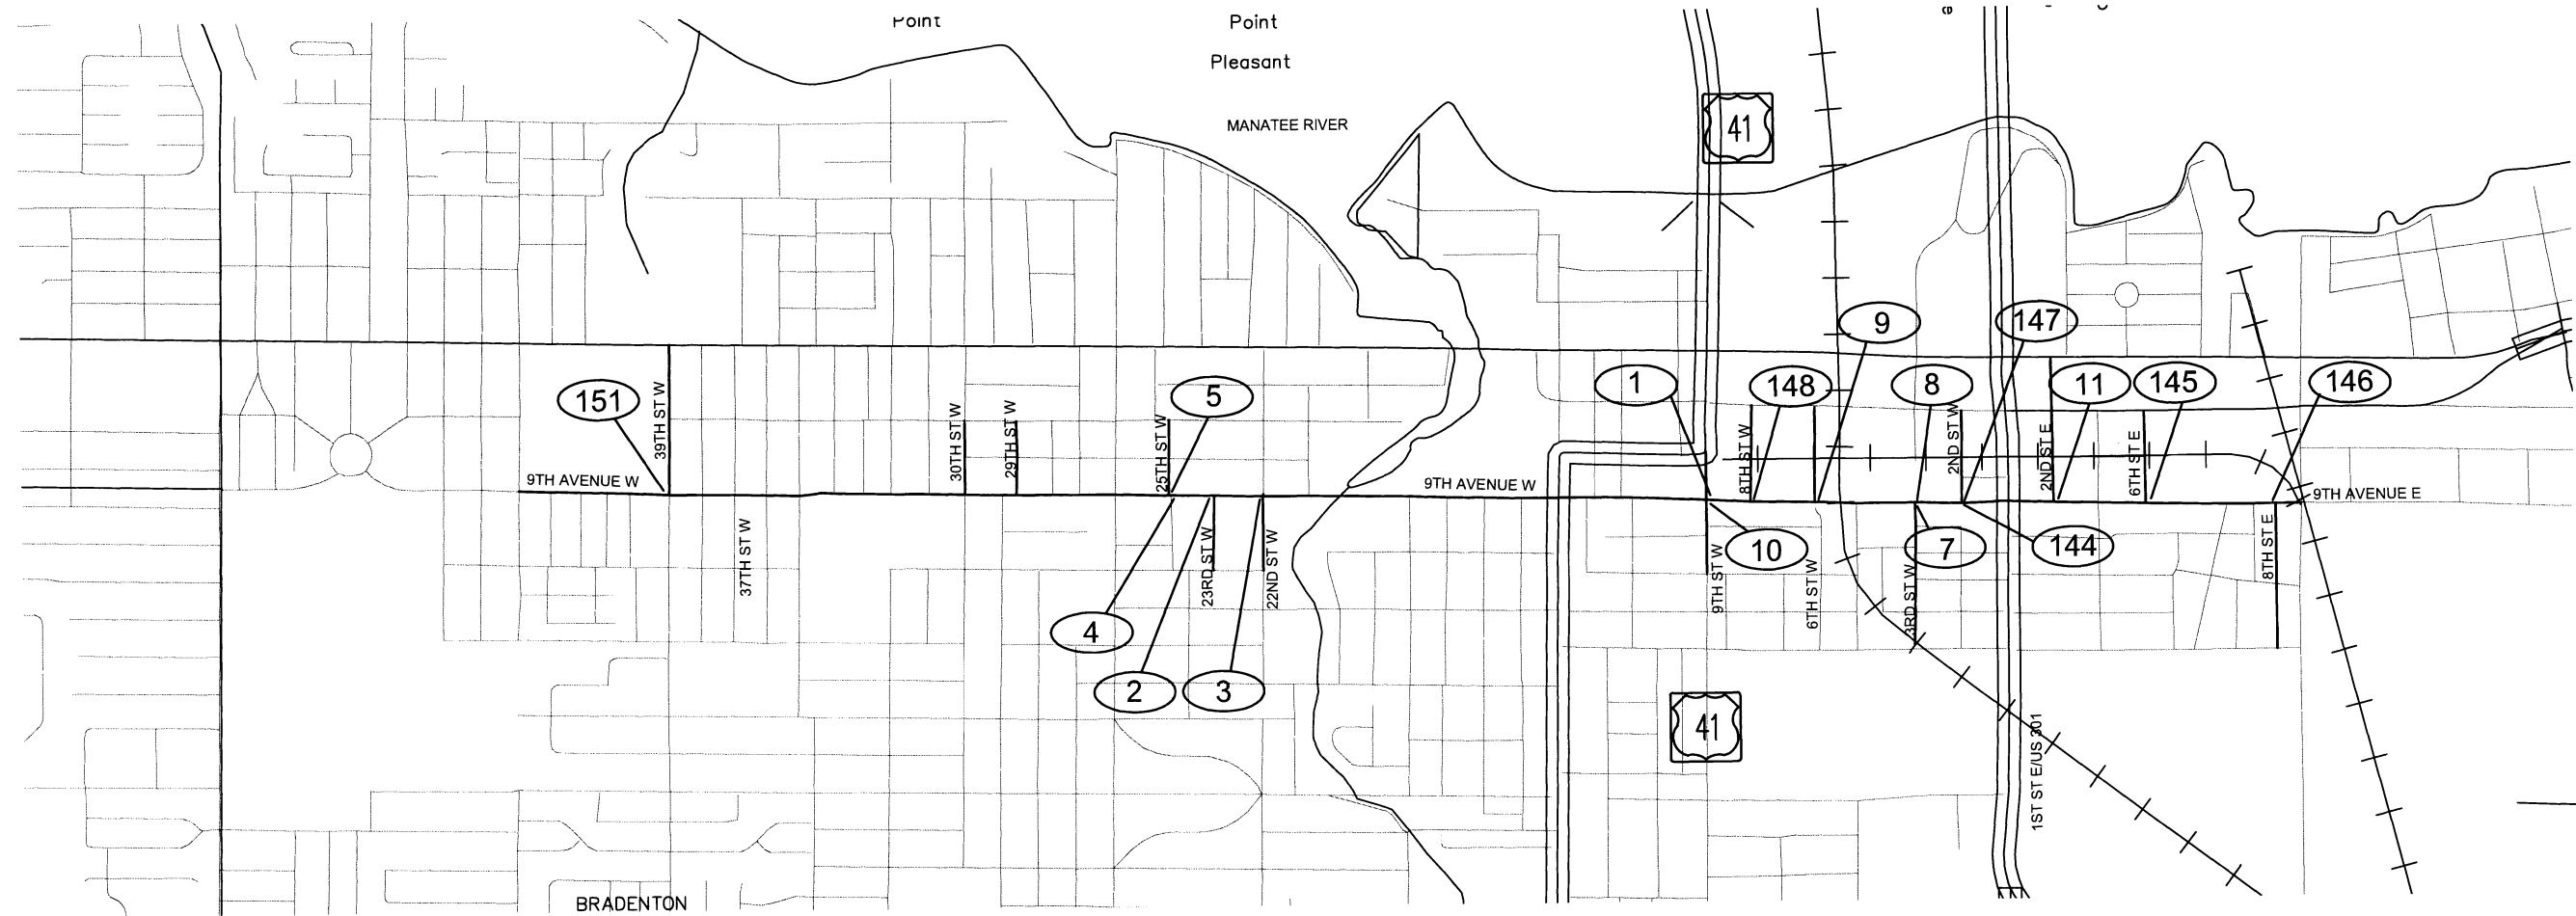 Point
Point
Pleasant
MANATEE RIVER
41
9
147
151
5
1
148
8
11
145
146
39TH ST W
30TH ST W
29TH ST W
25TH ST W
8TH ST W
2ND ST W
2ND ST E
6TH ST E
9TH AVENUE W
9TH AVENUE W
9TH AVENUE E
37TH ST W
23RD ST W
22ND ST W
9TH ST W
10
6TH ST W
3RD ST W
7
144
8TH ST E
4
2
3
41
1ST ST E/US 301
BRADENTON